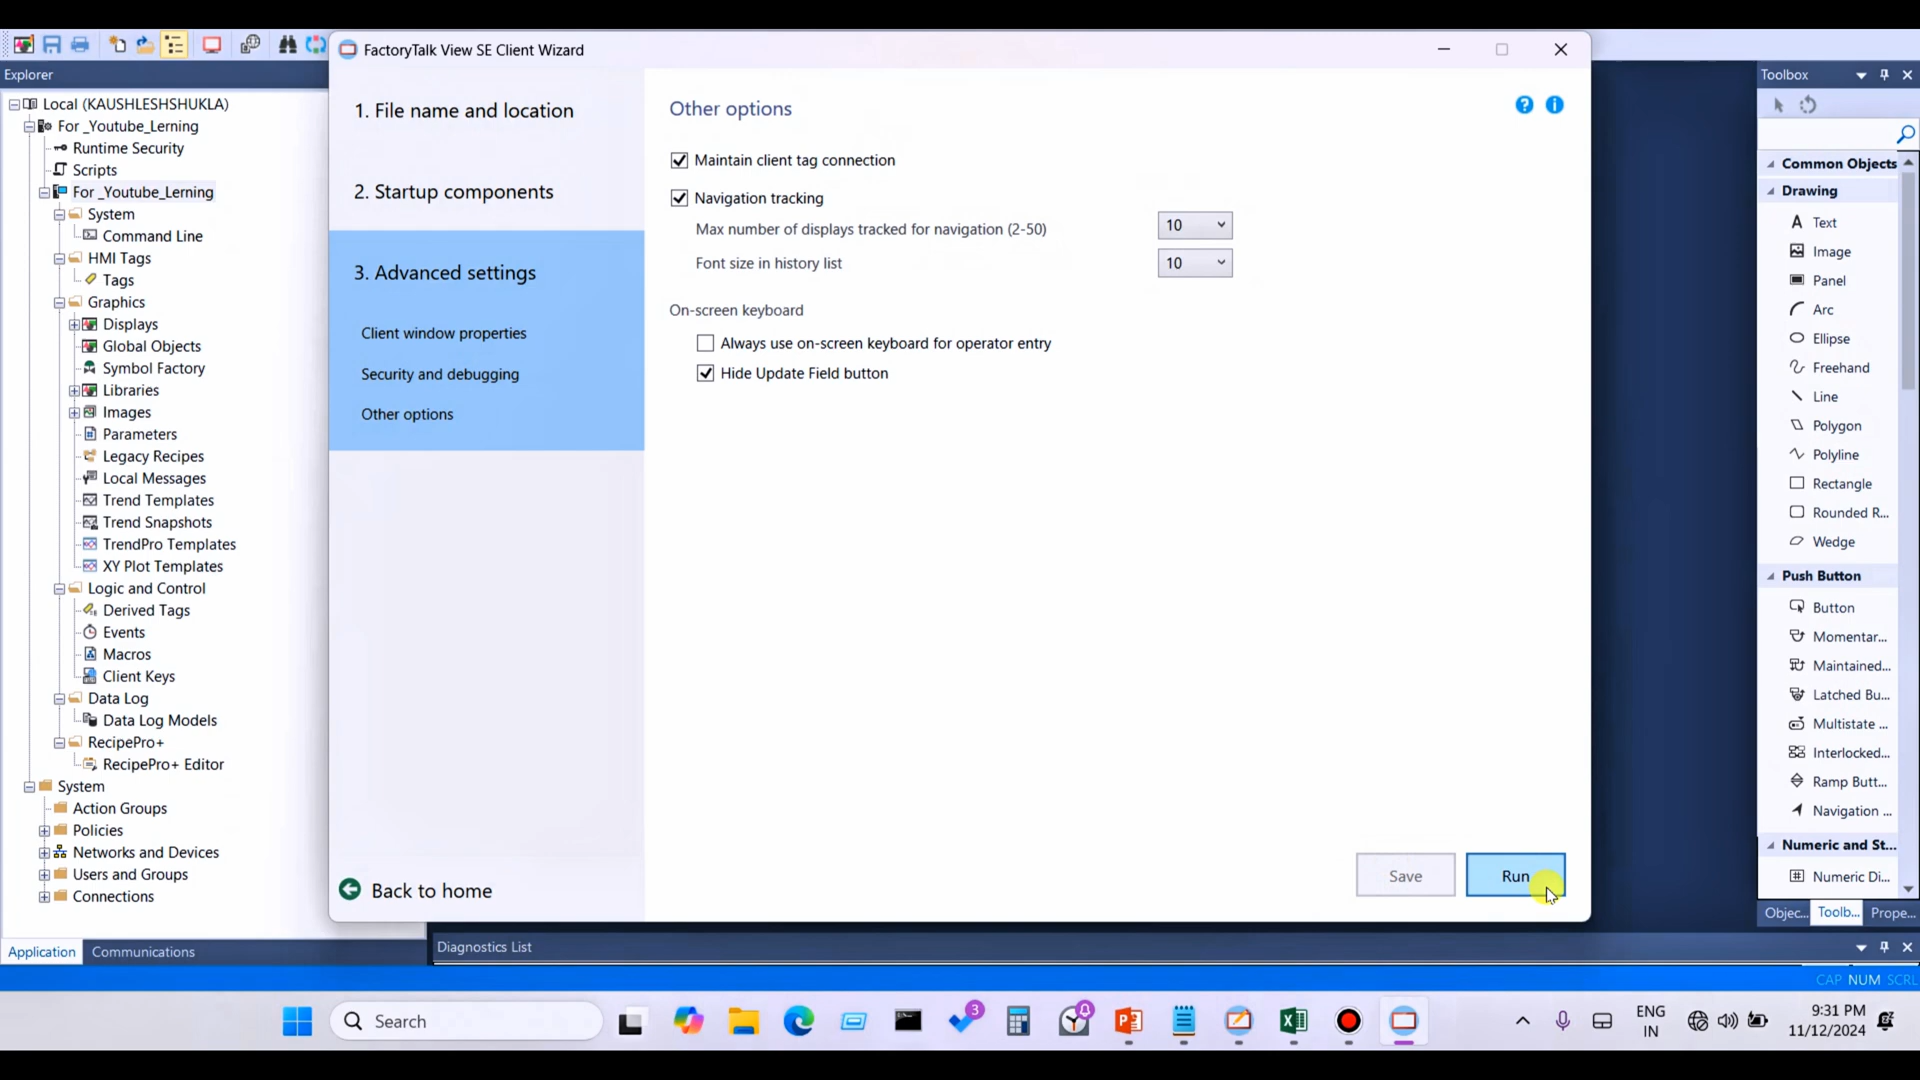 FactoryTalk View SE Client Wizard
Explorer
Local (KAUSHLESHSHUKLA)
For _Youtube_Lerning
Runtime Security
Scripts
For _Youtube_Lerning
System
Command Line
HMI Tags
Tags
Graphics
Displays
Global Objects
Symbol Factory
Libraries
Images
Parameters
Legacy Recipes
Local Messages
Trend Templates
Trend Snapshots
TrendPro Templates
XY Plot Templates
Logic and Control
Derived Tags
Events
Macros
Client Keys
Data Log
Data Log Models
RecipePro+
RecipePro+ Editor
System
Action Groups
Policies
Networks and Devices
Users and Groups
Connections
Application
Communications
1. File name and location
2. Startup components
3. Advanced settings
Client window properties
Security and debugging
Other options
Back to home
Other options
Maintain client tag connection
Navigation tracking
Max number of displays tracked for navigation (2-50)
10
Font size in history list
10
On-screen keyboard
Always use on-screen keyboard for operator entry
Hide Update Field button
Save
Run
Diagnostics List
Toolbox
Common Objects
Drawing
Text
Image
Panel
Arc
Ellipse
Freehand
Line
Polygon
Polyline
Rectangle
Rounded R...
Wedge
Push Button
Button
Momentar...
Maintained...
Latched Bu...
Multistate ...
Interlocked...
Ramp Butt...
Navigation ...
Numeric and St...
Numeric Di...
Objec...
Toolb...
Prope...
CAP NUM SCRL
Search
3
ENG
IN
9:31 PM
11/12/2024